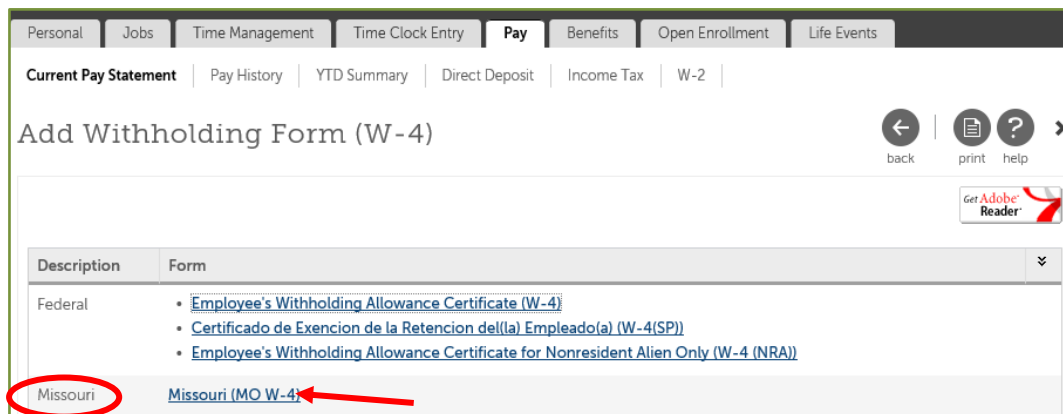 Personal Jobs Time Management Time Clock Entry Pay Benefits Open Enrollment Life Events
Current Pay Statement Pay History YTD Summary Direct Deposit Income Tax W-2
Add Withholding Form (W-4)
back print help
Get Adobe
Reader
Description Form
Federal • Employee's Withholding Allowance Certificate (W-4)
• Certificado de Exencion de la Retencion del(la) Empleado(a) (W-4(SP))
• Employee's Withholding Allowance Certificate for Nonresident Alien Only (W-4 (NRA))
Missouri Missouri (MO W-4)